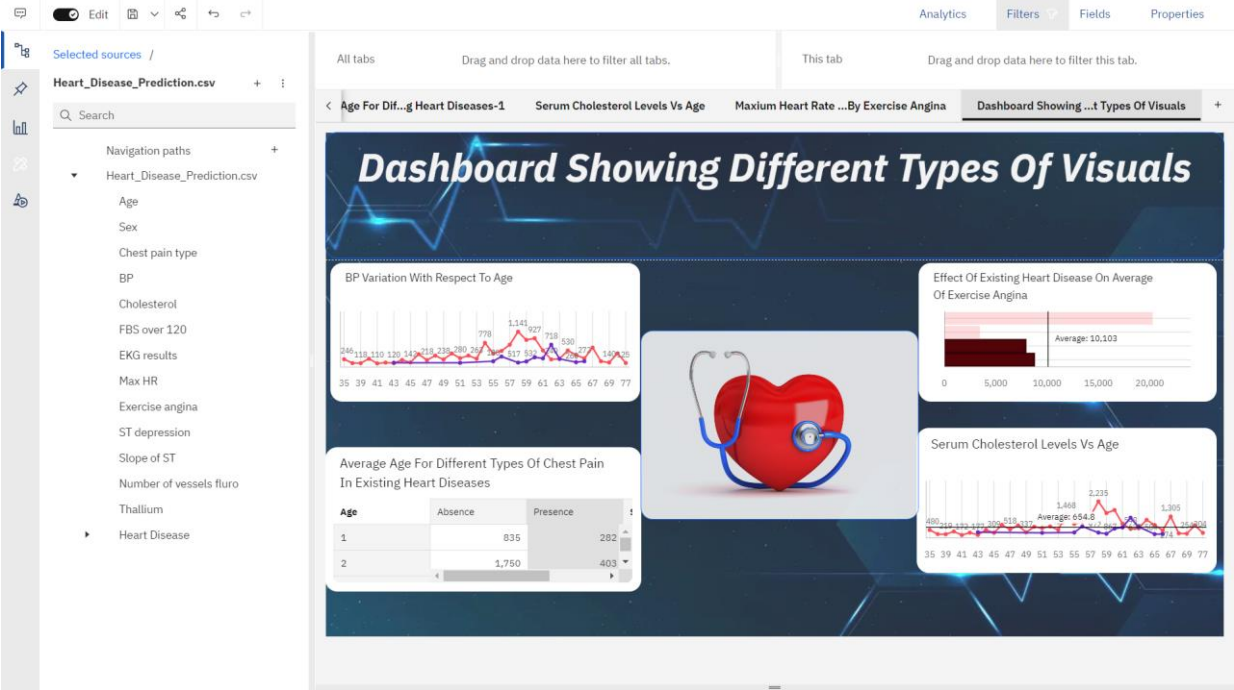 Edit
Analytics
Filters
Fields
Properties
Selected sources /
Heart_Disease_Prediction.csv
Search
Navigation paths
Heart_Disease_Prediction.csv
Age
Sex
Chest pain type
BP
Cholesterol
FBS over 120
EKG results
Max HR
Exercise angina
ST depression
Slope of ST
Number of vessels fluro
Thallium
Heart Disease
All tabs
Drag and drop data here to filter all tabs.
This tab
Drag and drop data here to filter this tab.
Age For Dif...g Heart Diseases-1
Serum Cholesterol Levels Vs Age
Maxium Heart Rate ...By Exercise Angina
Dashboard Showing ...t Types Of Visuals
Dashboard Showing Different Types Of Visuals
BP Variation With Respect To Age
1,141
778
927
718
530
246 118 110 120 142 218 238 280
517 532
35 39 41 43 45 47 49 51 53 55 57 59 61 63 65 67 69 77
Effect Of Existing Heart Disease On Average
Of Exercise Angina
Average: 10,103
0 5,000 10,000 15,000 20,000
Average Age For Different Types Of Chest Pain
In Existing Heart Diseases
Age Absence Presence
1 835 282
2 1,750 403
Serum Cholesterol Levels Vs Age
2,235
1,468
1,305
Average: 654.8
35 39 41 43 45 47 49 51 53 55 57 59 61 63 65 67 69 77